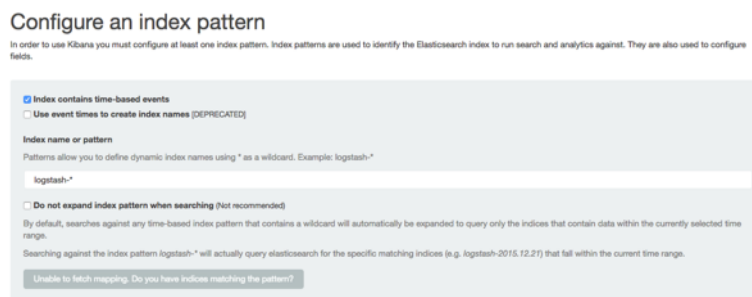 Configure an index pattern
In order to use Kibana you must configure at least one index pattern. Index patterns are used to identify the Elasticsearch index to run search and analytics against. They are also used to configure
fields.
Index contains time-based events
Use event times to create index names [DEPRECATED]
Index name or pattern
Patterns allow you to define dynamic index names using * as a wildcard. Example: logstash-*
logstash-*
Do not expand index pattern when searching (Not recommended)
By default, searches against any time-based index pattern that contains a wildcard will automatically be expanded to query only the indices that contain data within the currently selected time
range.
Searching against the index pattern logstash-* will actually query elasticsearch for the specific matching indices (e.g. logstash-2015.12.21) that fall within the current time range.
Unable to fetch mapping. Do you have indices matching the pattern?